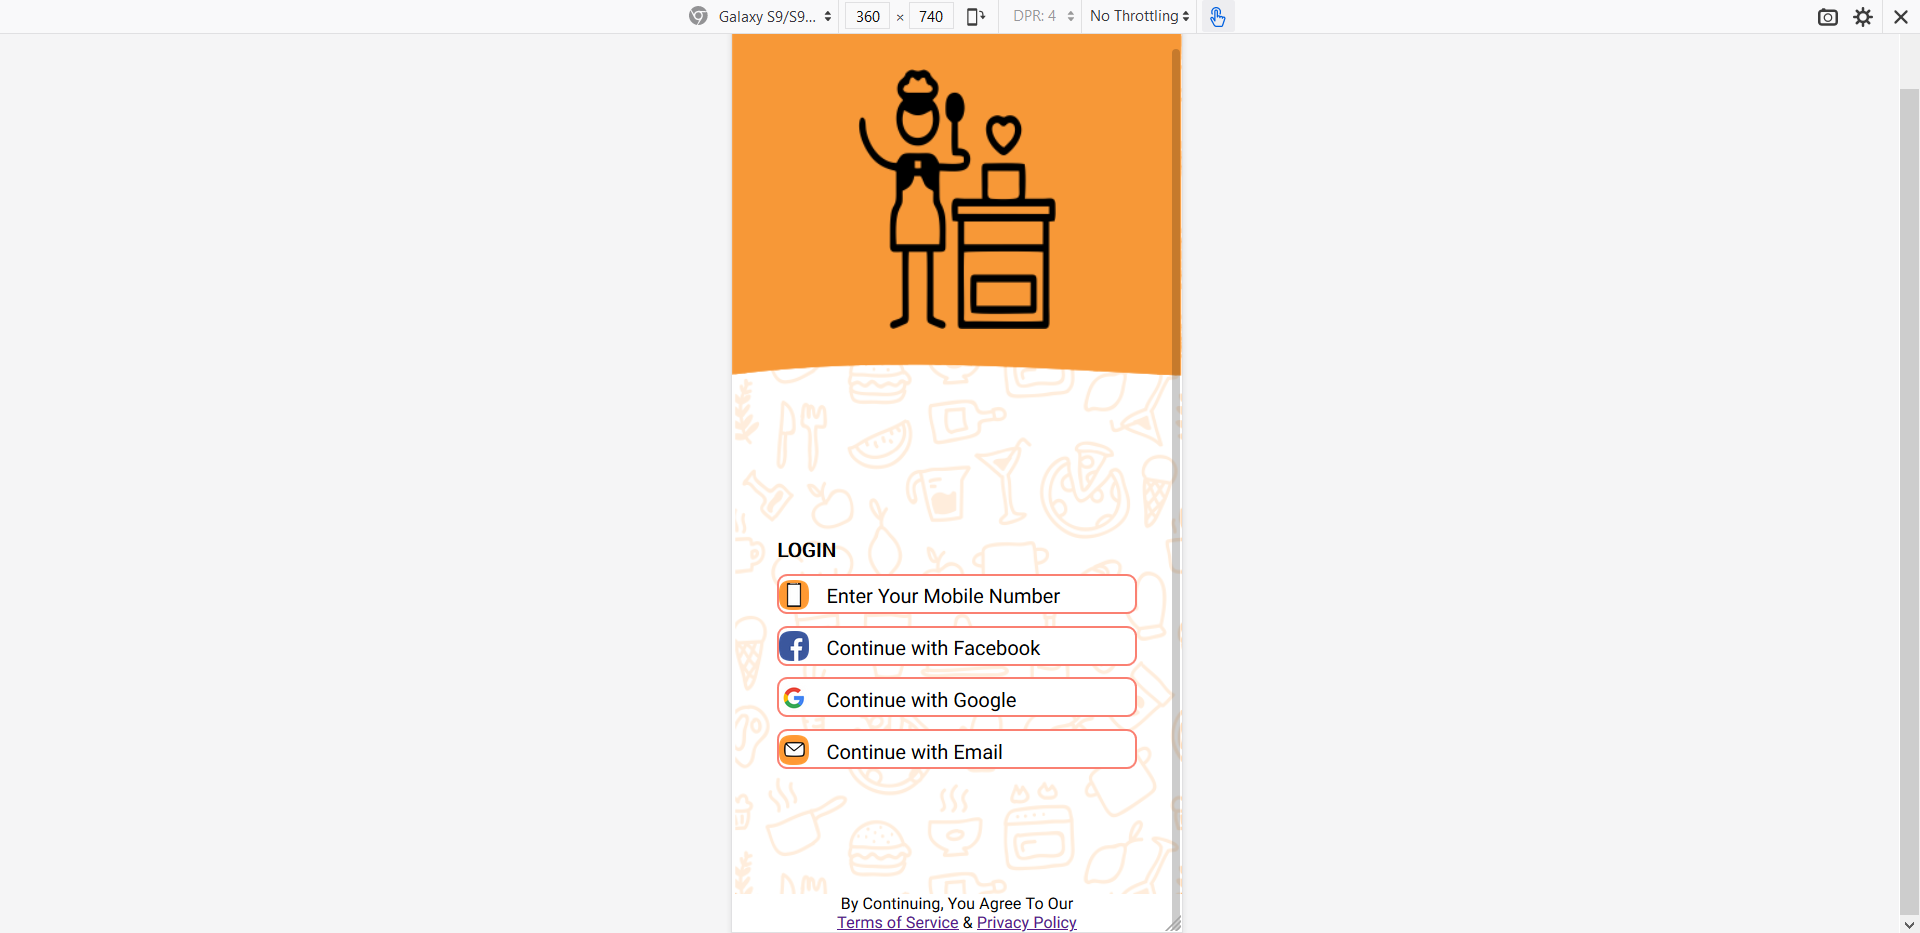 Galaxy S9/S9... 360 × 740 DPR: 4 No Throttling
LOGIN
Enter Your Mobile Number
Continue with Facebook
Continue with Google
Continue with Email
By Continuing, You Agree To Our
Terms of Service & Privacy Policy